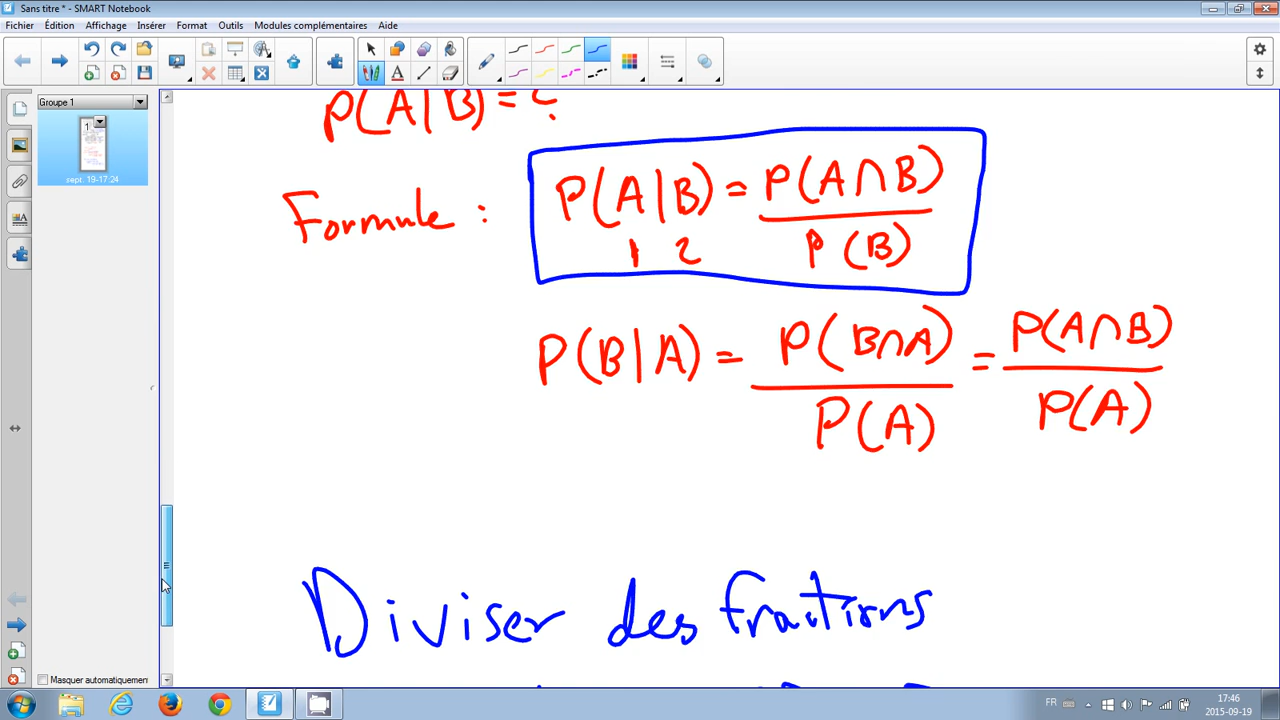 Sans titre * - SMART Notebook
Fichier Édition Affichage Insérer Format Outils Modules complémentaires Aide
Groupe 1
1
sept. 19-17:24
P(A|B) = ?
Formule : P(A|B) = P(A∩B)
P(B)
1 2
P(B|A) = P(B∩A) = P(A∩B)
P(A) P(A)
Diviser des fractions
Masquer automatiquement
FR
17:46
2015-09-19